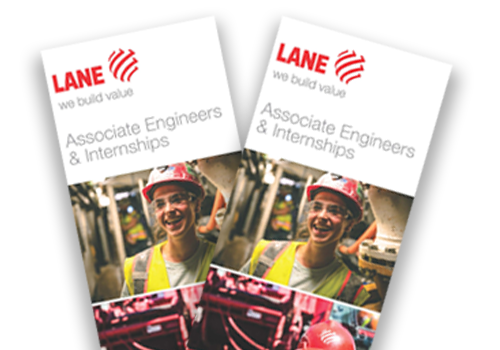 LANE
we build value
Associate Engineers
& Internships
LANE
we build value
Associate Engineers
& Internships